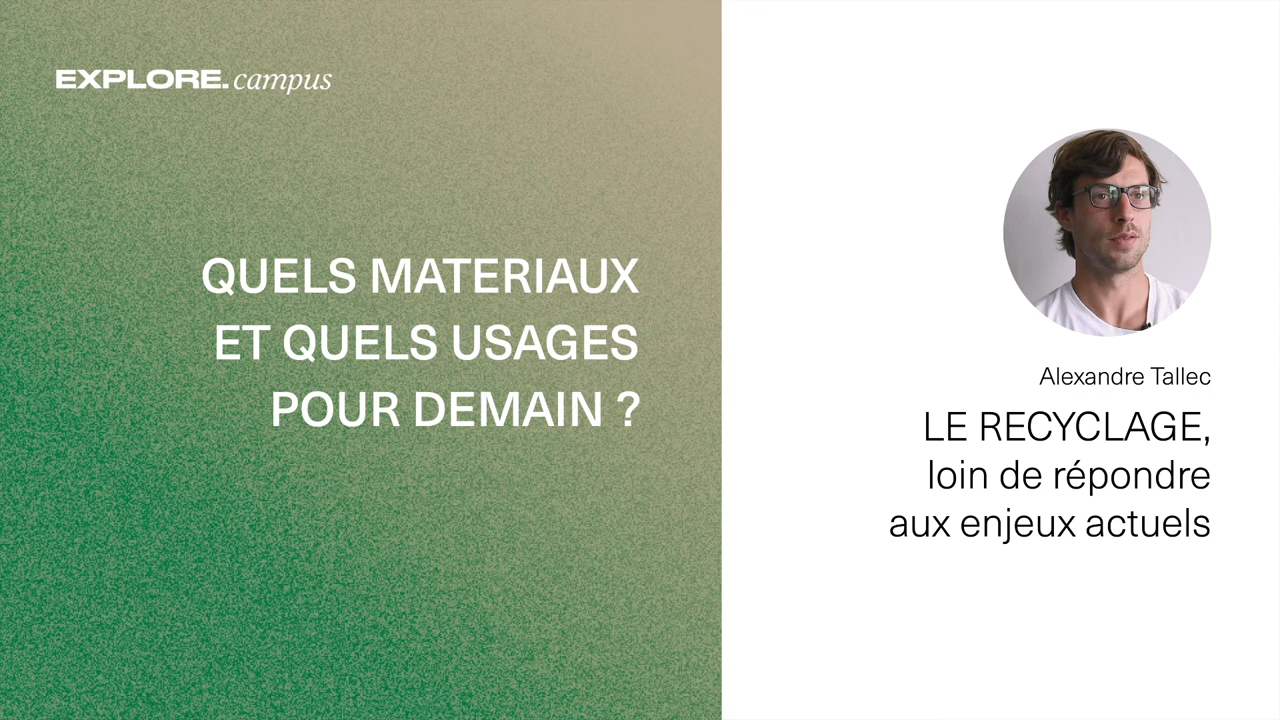 EXPLORE.campus
QUELS MATERIAUX
ET QUELS USAGES
POUR DEMAIN ?
Alexandre Tallec
LE RECYCLAGE,
loin de répondre
aux enjeux actuels